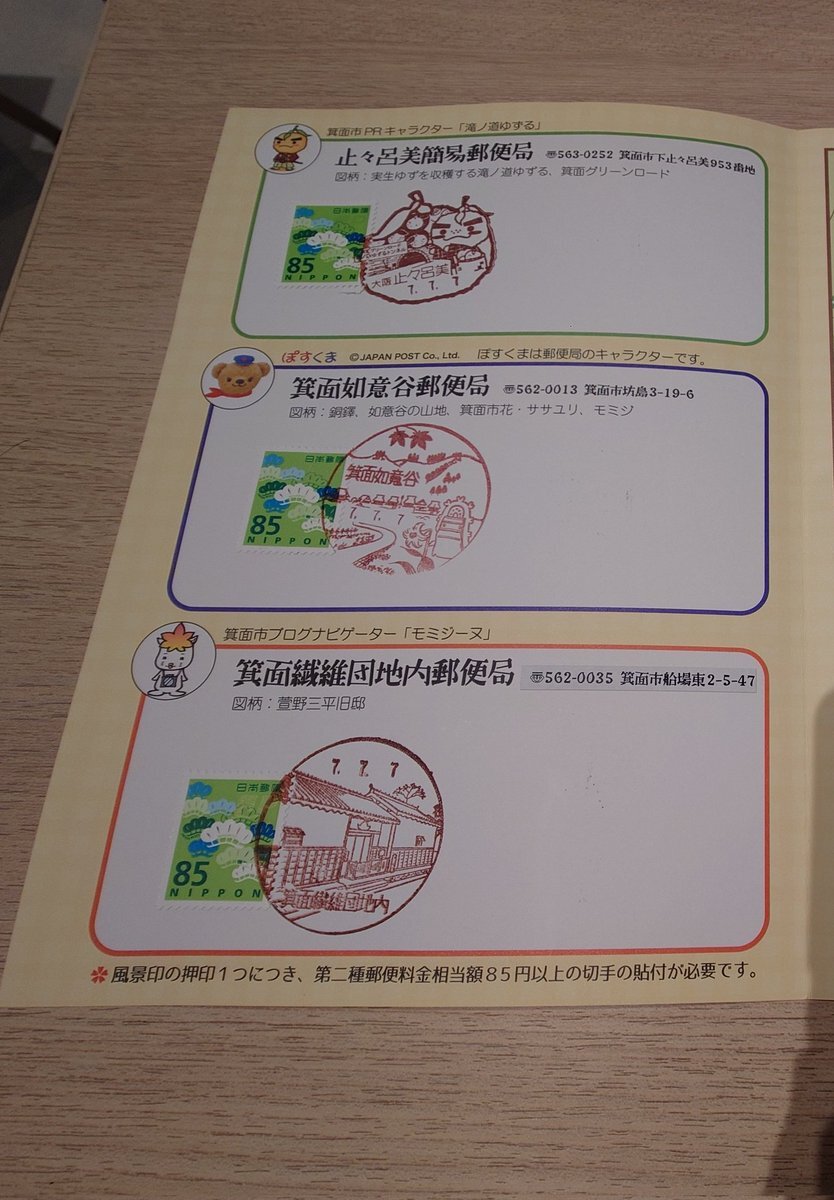 箕面市PRキャラクター「滝ノ道ゆずる」
止々呂美簡易郵便局 〠563-0252 箕面市下止々呂美953番地
図柄：実生ゆずを収穫する滝ノ道ゆずる、箕面グリーンロード
日本郵便
85
NIPPON
大阪 止々呂美
7. 7. 7
ぽすくま ©JAPAN POST Co., Ltd. ぽすくまは郵便局のキャラクターです。
箕面如意谷郵便局 〠562-0013 箕面市坊島3-19-6
図柄：銅鐸、如意谷の山地、箕面市花・ササユリ、モミジ
日本郵便
85
NIPPON
箕面如意谷
7. 7. 7
箕面市ブログナビゲーター「モミジーヌ」
箕面繊維団地内郵便局 〠562-0035 箕面市船場東2-5-47
図柄：萱野三平旧邸
7. 7. 7
日本郵便
85
NIPPON
箕面繊維団地内
✽風景印の押印１つにつき、第二種郵便料金相当額８５円以上の切手の貼付が必要です。